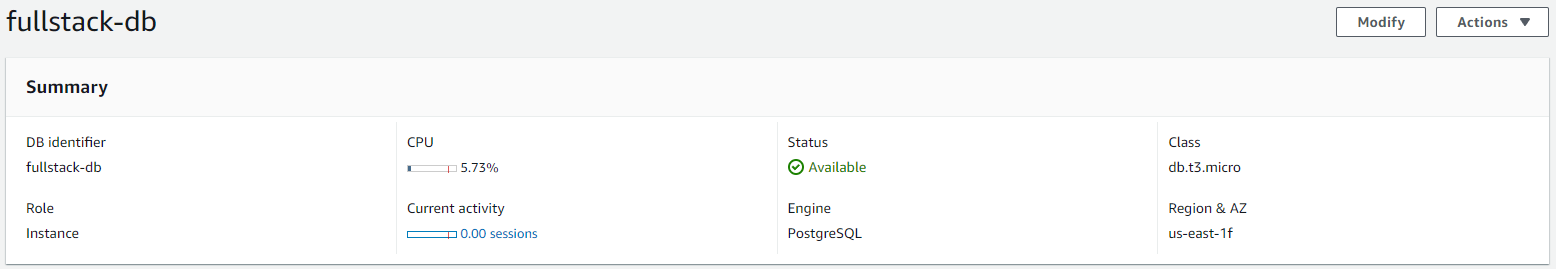 fullstack-db
Modify
Actions
Summary
DB identifier
fullstack-db
CPU
5.73%
Status
Available
Class
db.t3.micro
Role
Instance
Current activity
0.00 sessions
Engine
PostgreSQL
Region & AZ
us-east-1f